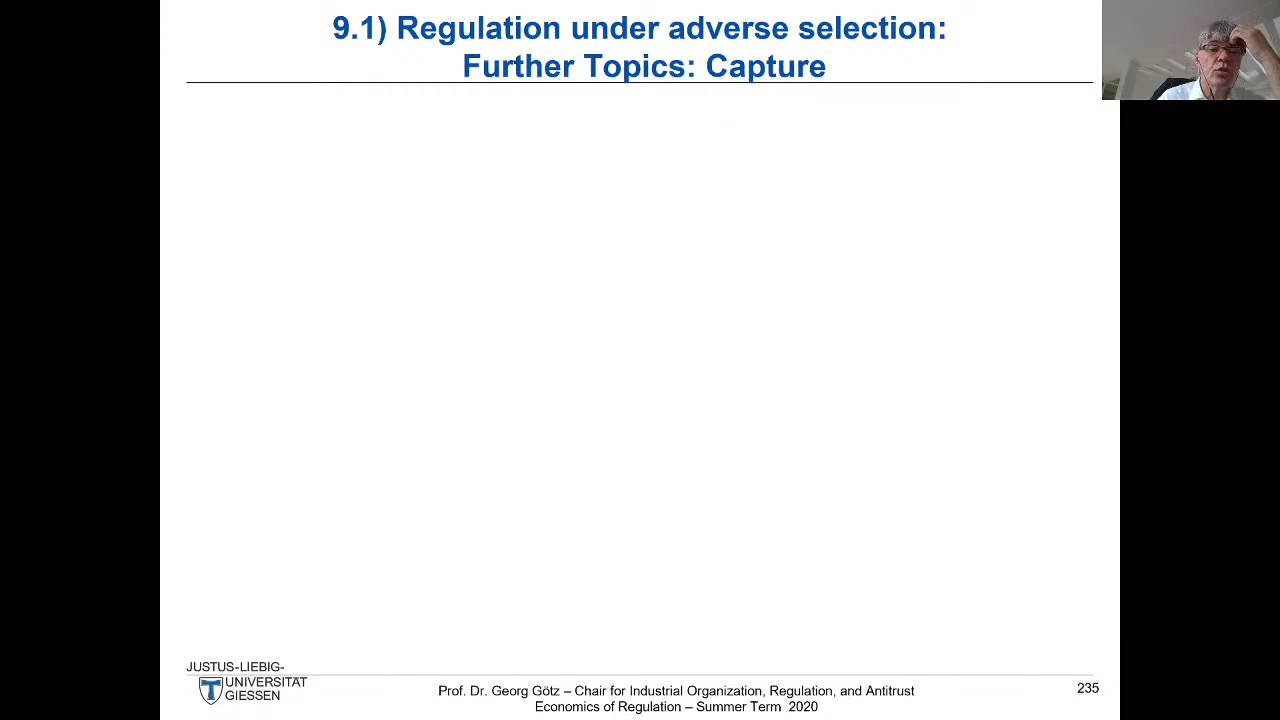 9.1) Regulation under adverse selection:
Further Topics: Capture
JUSTUS-LIEBIG-
UNIVERSITÄT
GIESSEN
Prof. Dr. Georg Götz – Chair for Industrial Organization, Regulation, and Antitrust
Economics of Regulation – Summer Term 2020
235